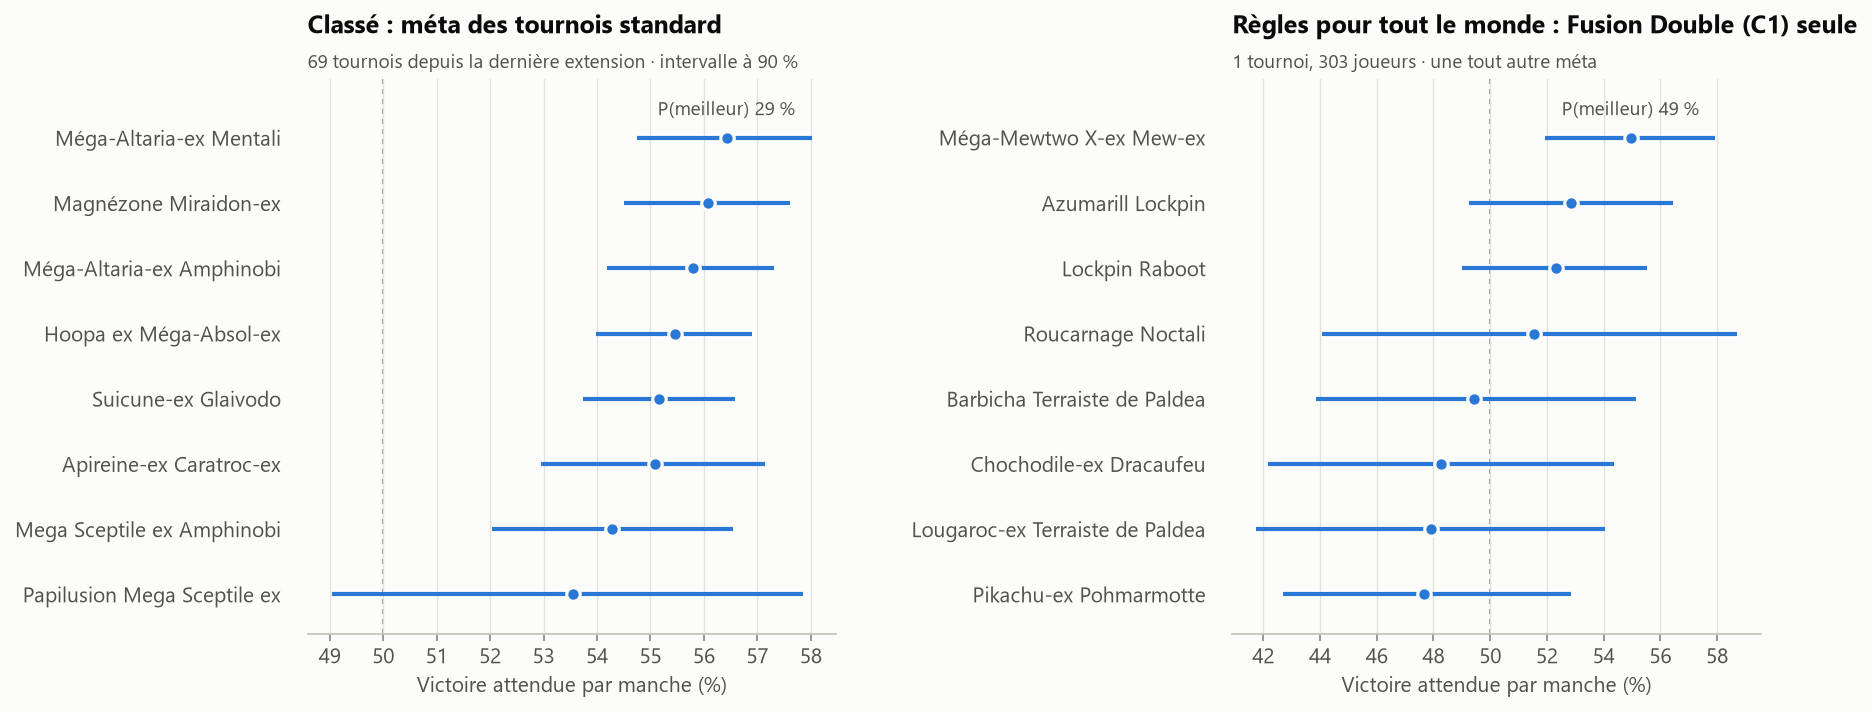 Classé : méta des tournois standard
69 tournois depuis la dernière extension · intervalle à 90 %
P(meilleur) 29 %
Méga-Altaria-ex Mentali
Magnézone Miraidon-ex
Méga-Altaria-ex Amphinobi
Hoopa ex Méga-Absol-ex
Suicune-ex Glaivodo
Apireine-ex Caratroc-ex
Mega Sceptile ex Amphinobi
Papilusion Mega Sceptile ex
49 50 51 52 53 54 55 56 57 58
Victoire attendue par manche (%)
Règles pour tout le monde : Fusion Double (C1) seule
1 tournoi, 303 joueurs · une tout autre méta
P(meilleur) 49 %
Méga-Mewtwo X-ex Mew-ex
Azumarill Lockpin
Lockpin Raboot
Roucarnage Noctali
Barbicha Terraiste de Paldea
Chochodile-ex Dracaufeu
Lougaroc-ex Terraiste de Paldea
Pikachu-ex Pohmarmotte
42 44 46 48 50 52 54 56 58
Victoire attendue par manche (%)